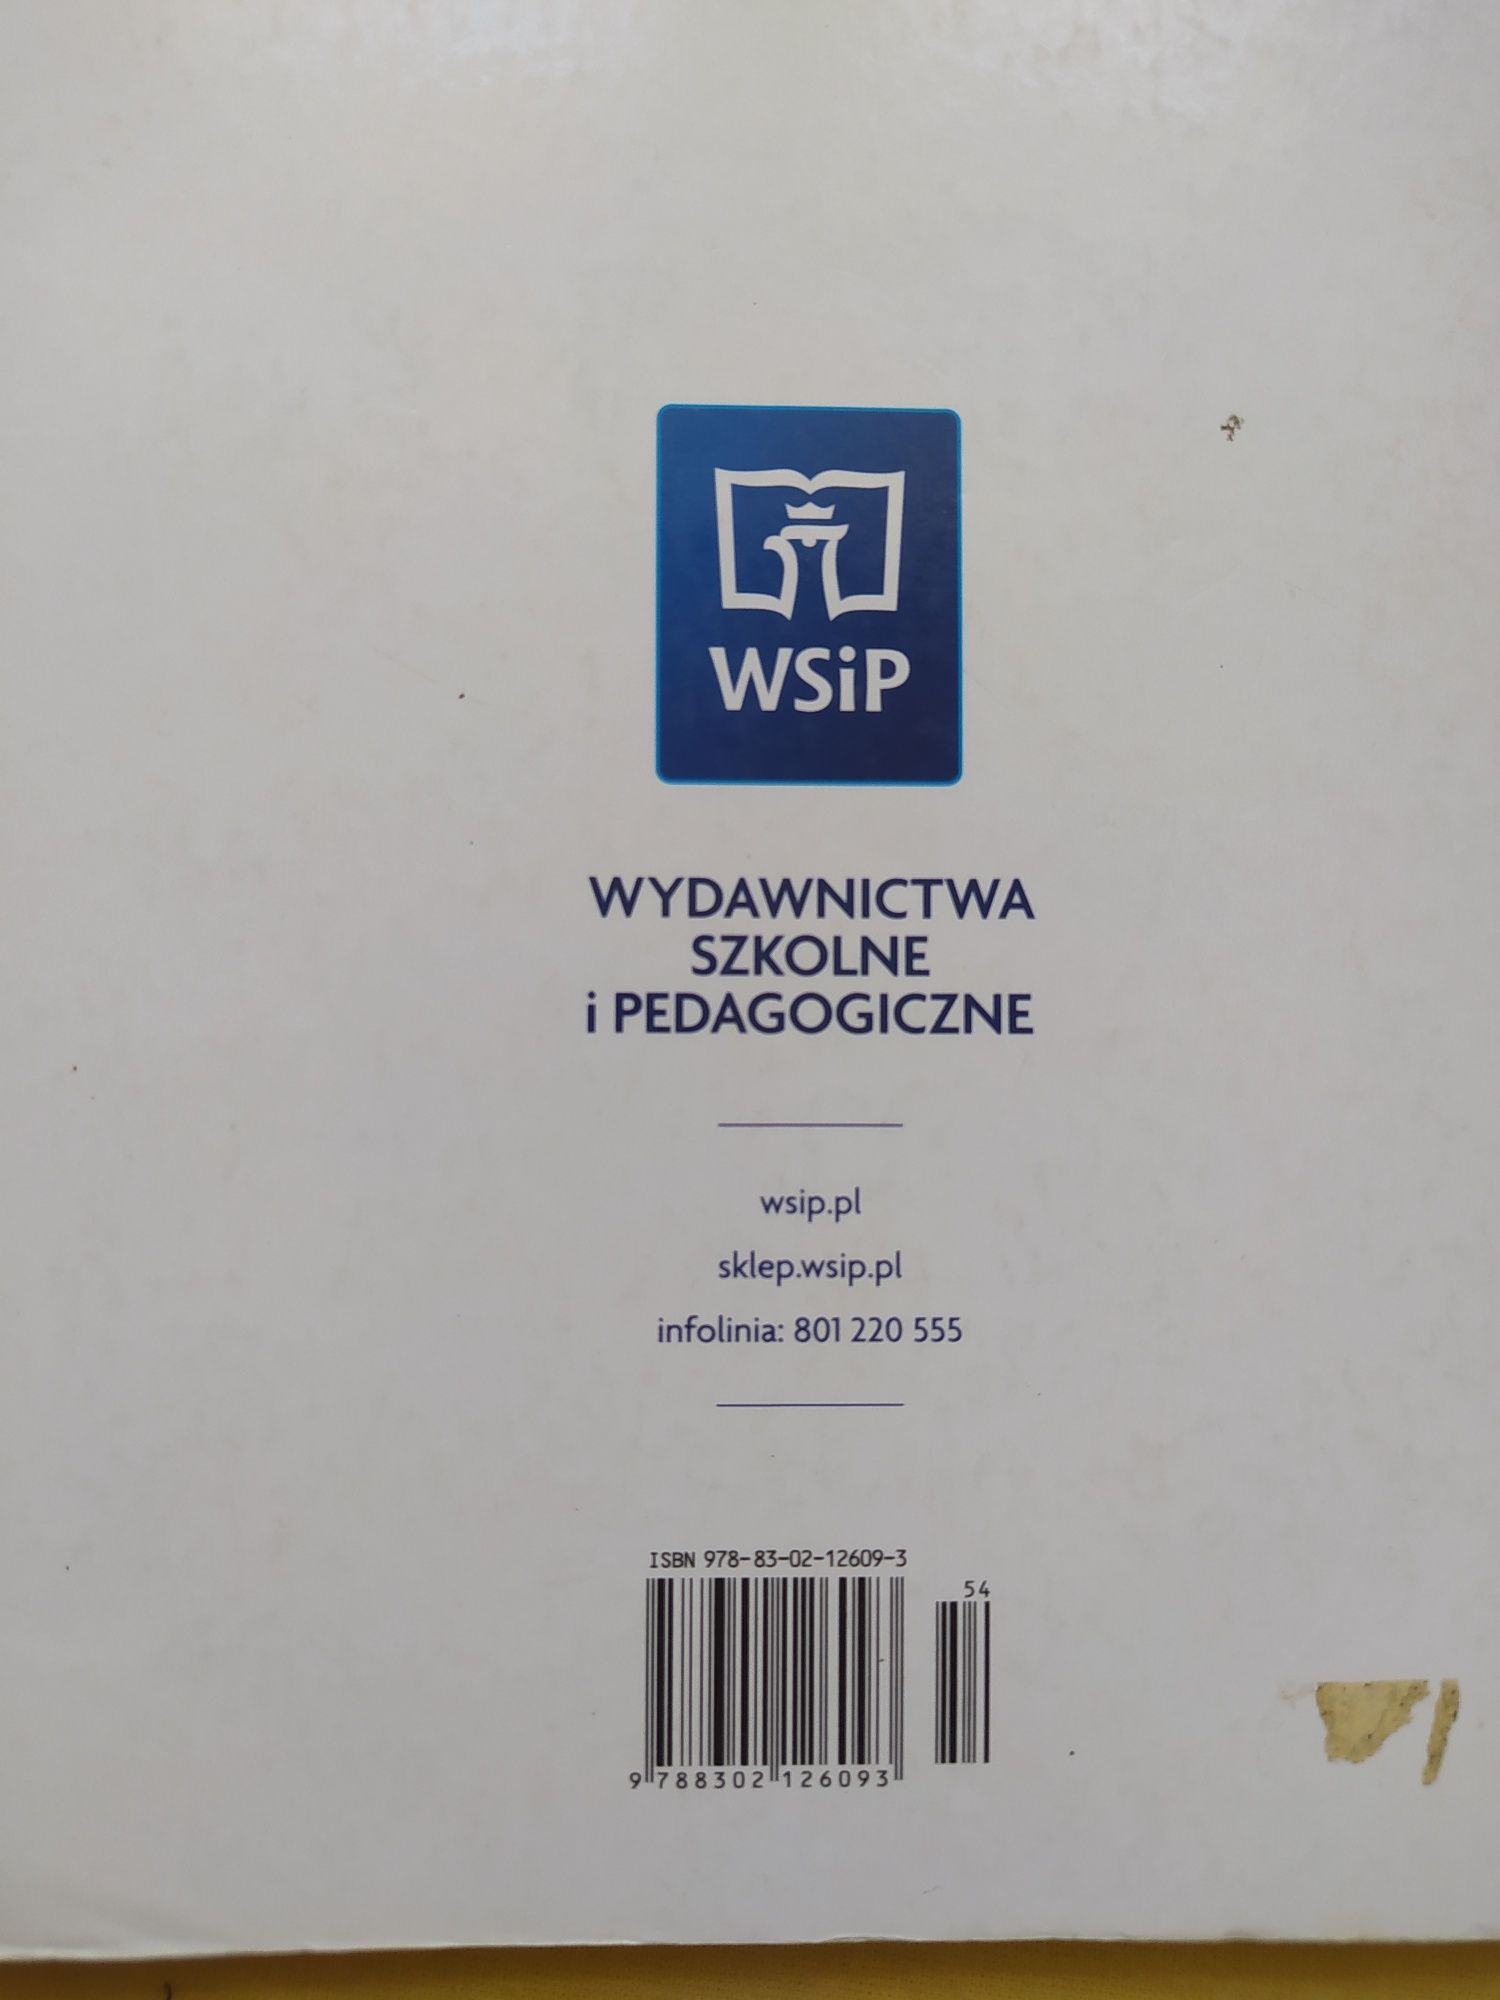 WSiP
WYDAWNICTWA
SZKOLNE
i PEDAGOGICZNE
wsip.pl
sklep.wsip.pl
infolinia: 801 220 555
ISBN 978-83-02-12609-3
54
9 788302 126093